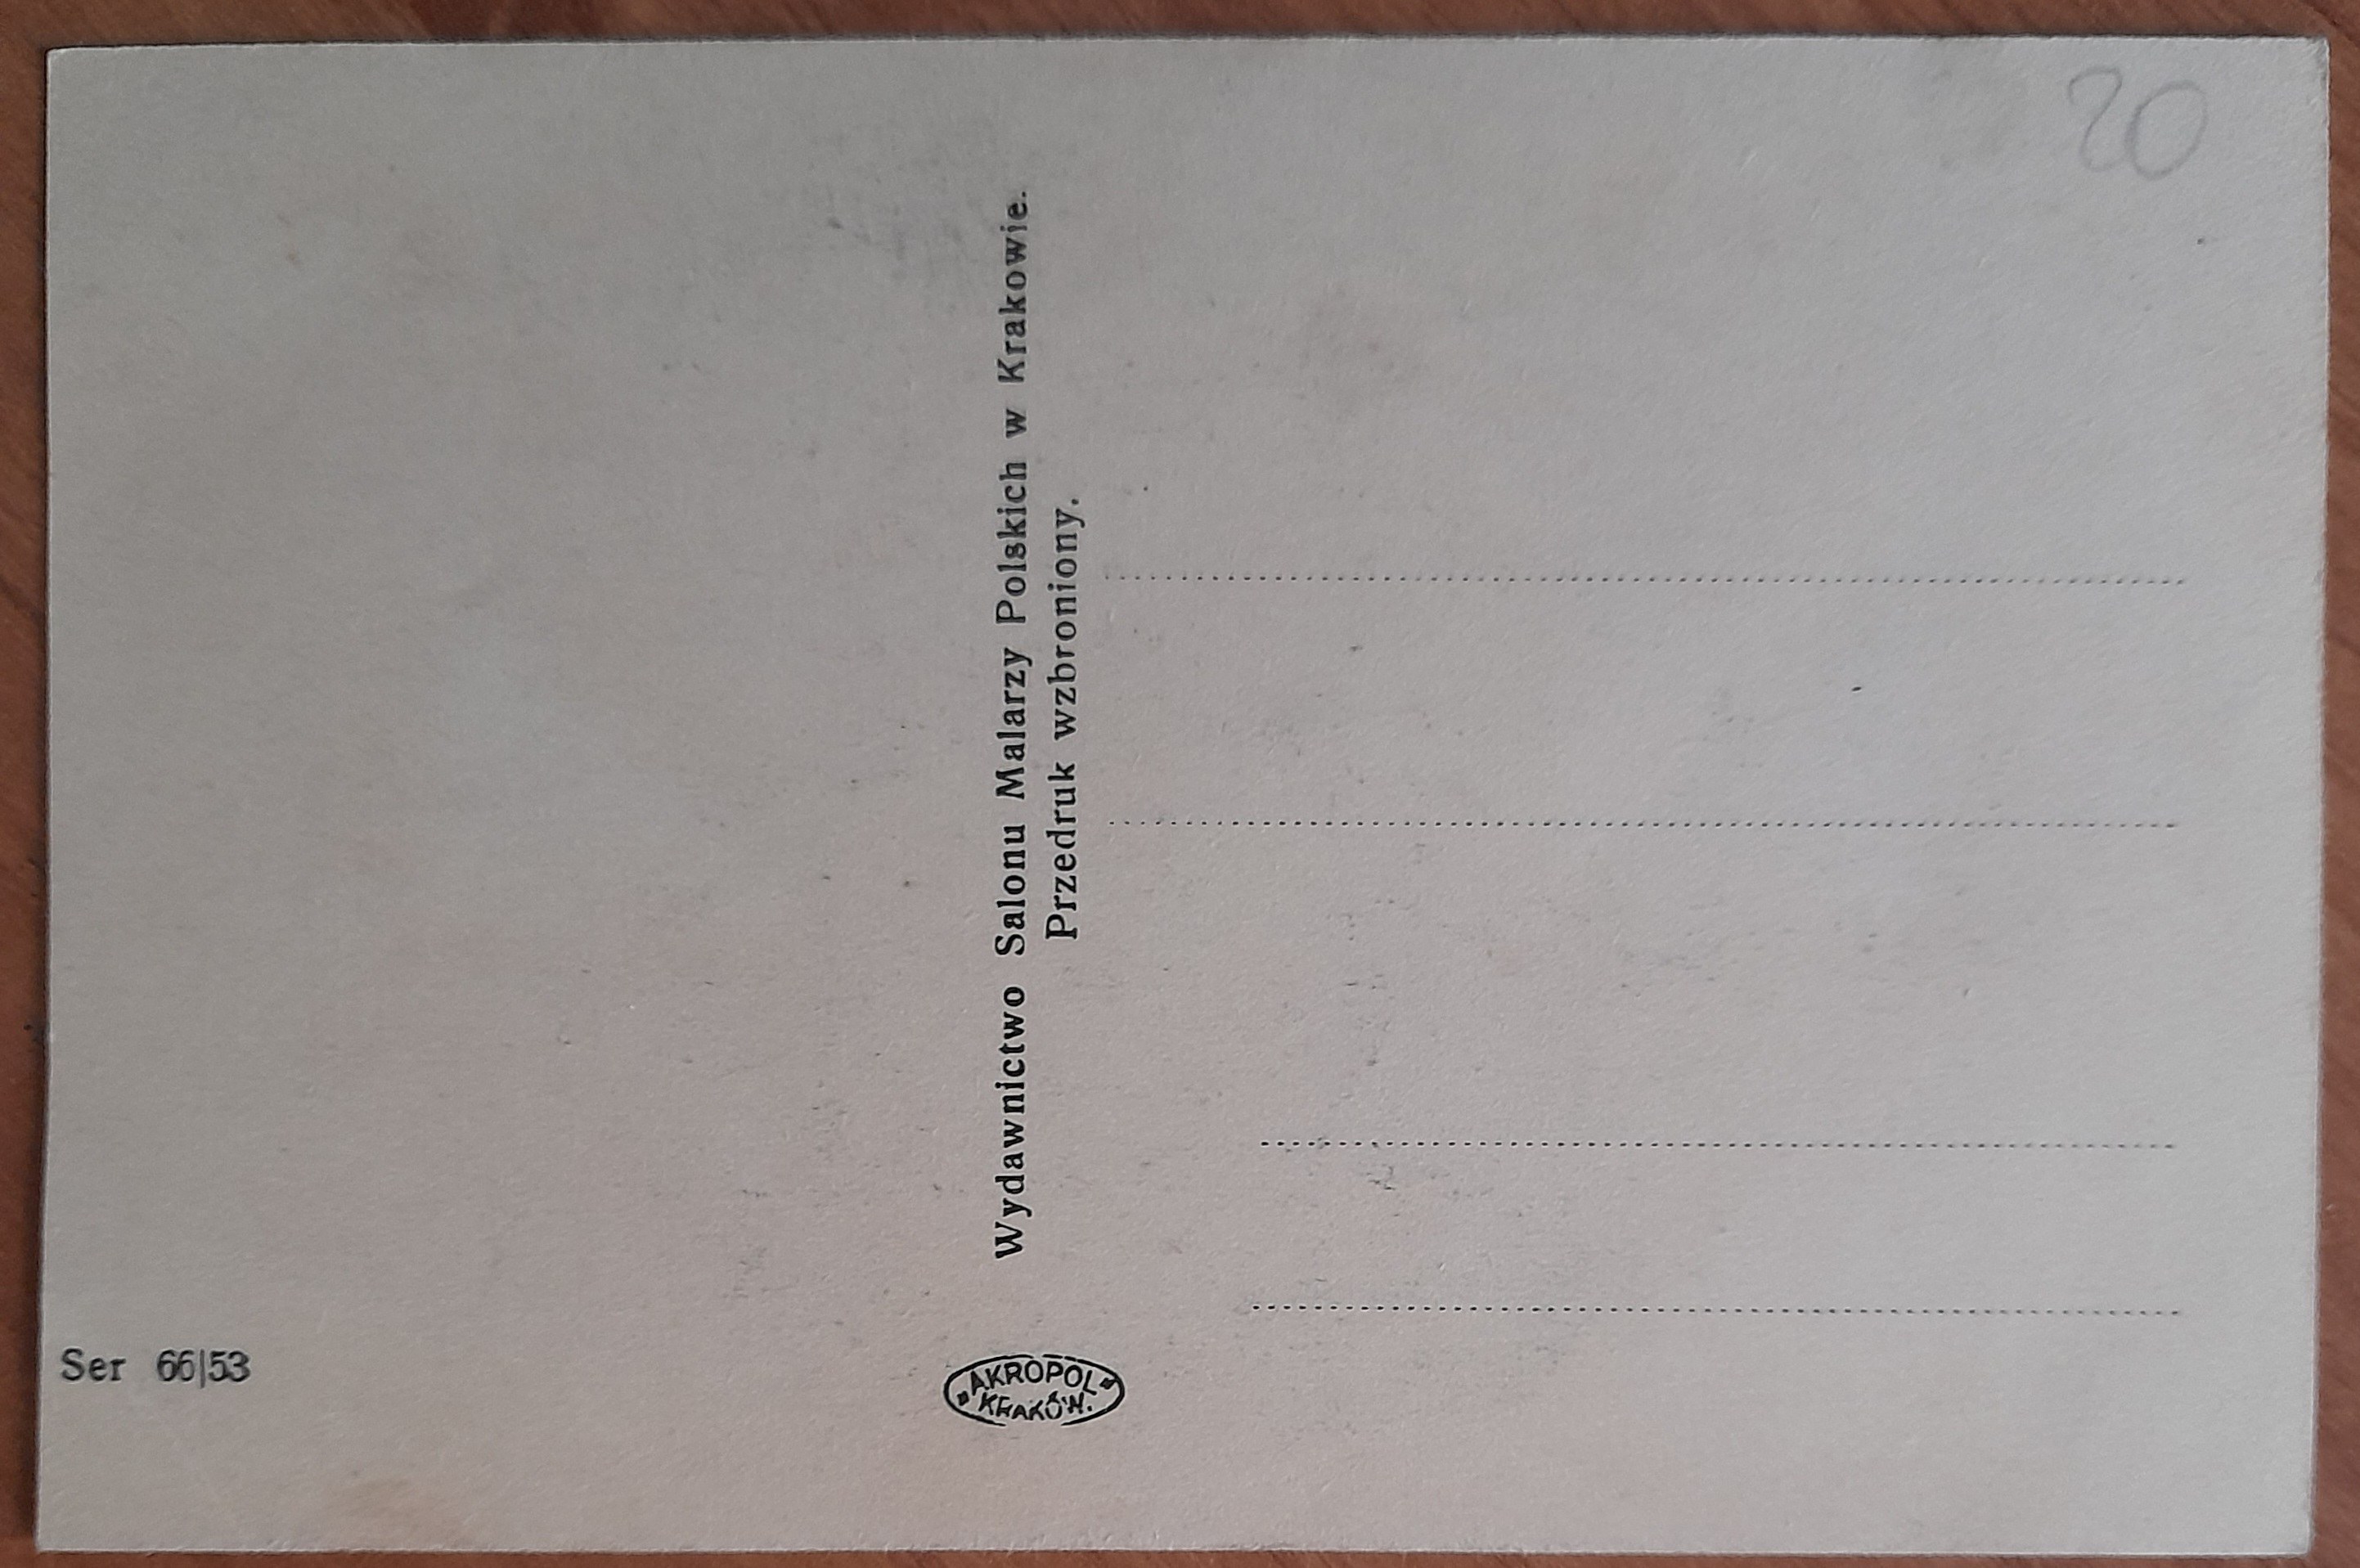 20
Wydawnictwo Salonu Malarzy Polskich w Krakowie.
Przedruk wzbroniony.
Ser 66|53
"AKROPOL"
KRAKÓW.